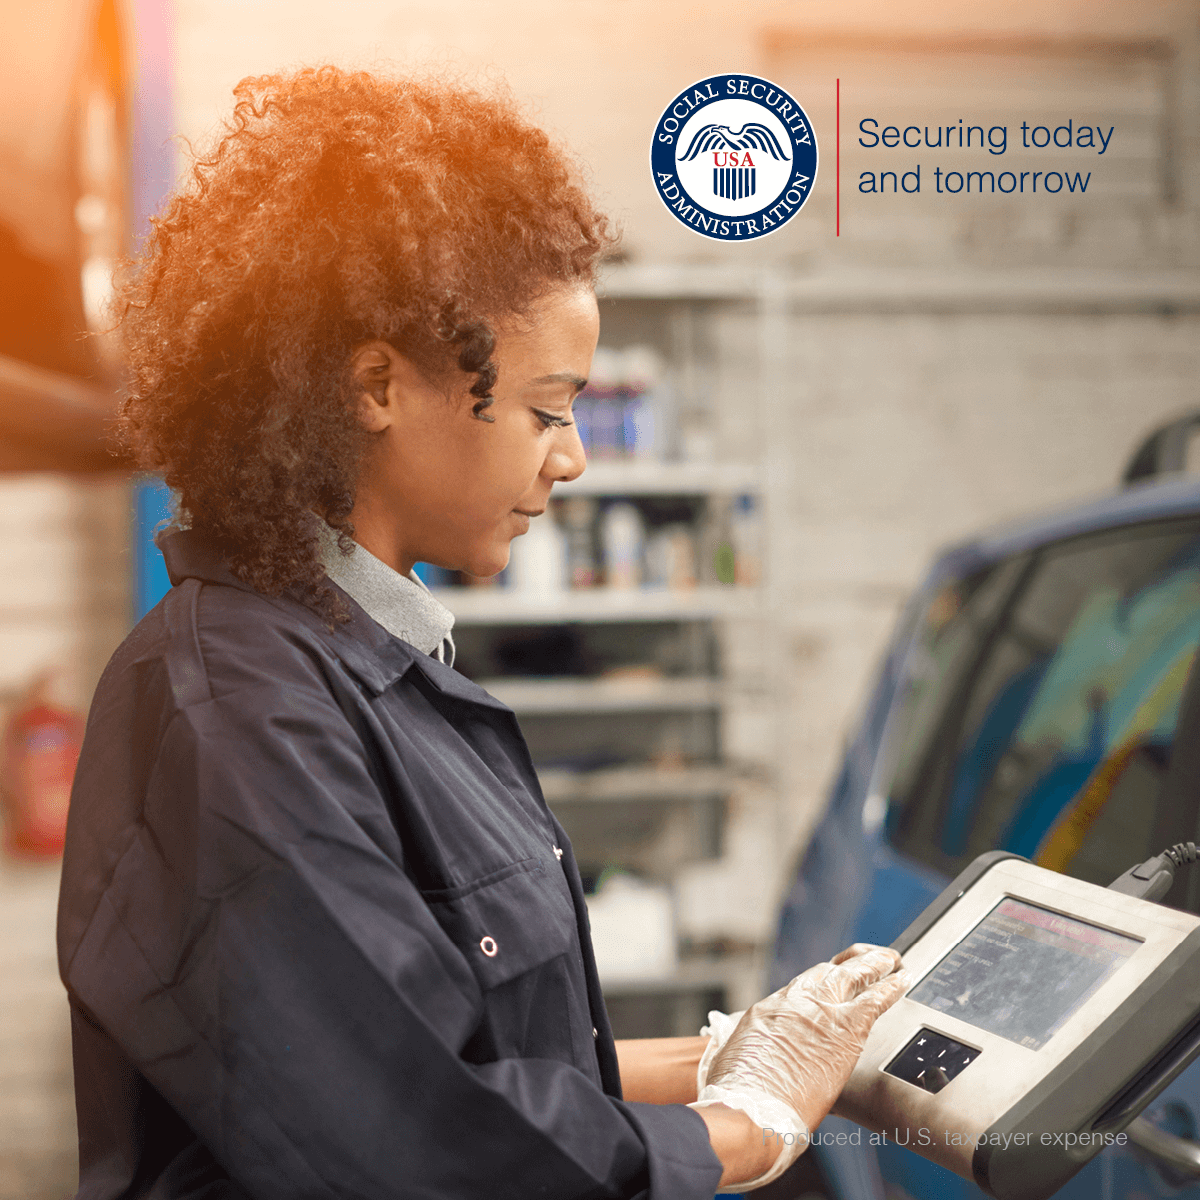 SOCIAL SECURITY
USA
ADMINISTRATION
Securing today
and tomorrow
Produced at U.S. taxpayer expense